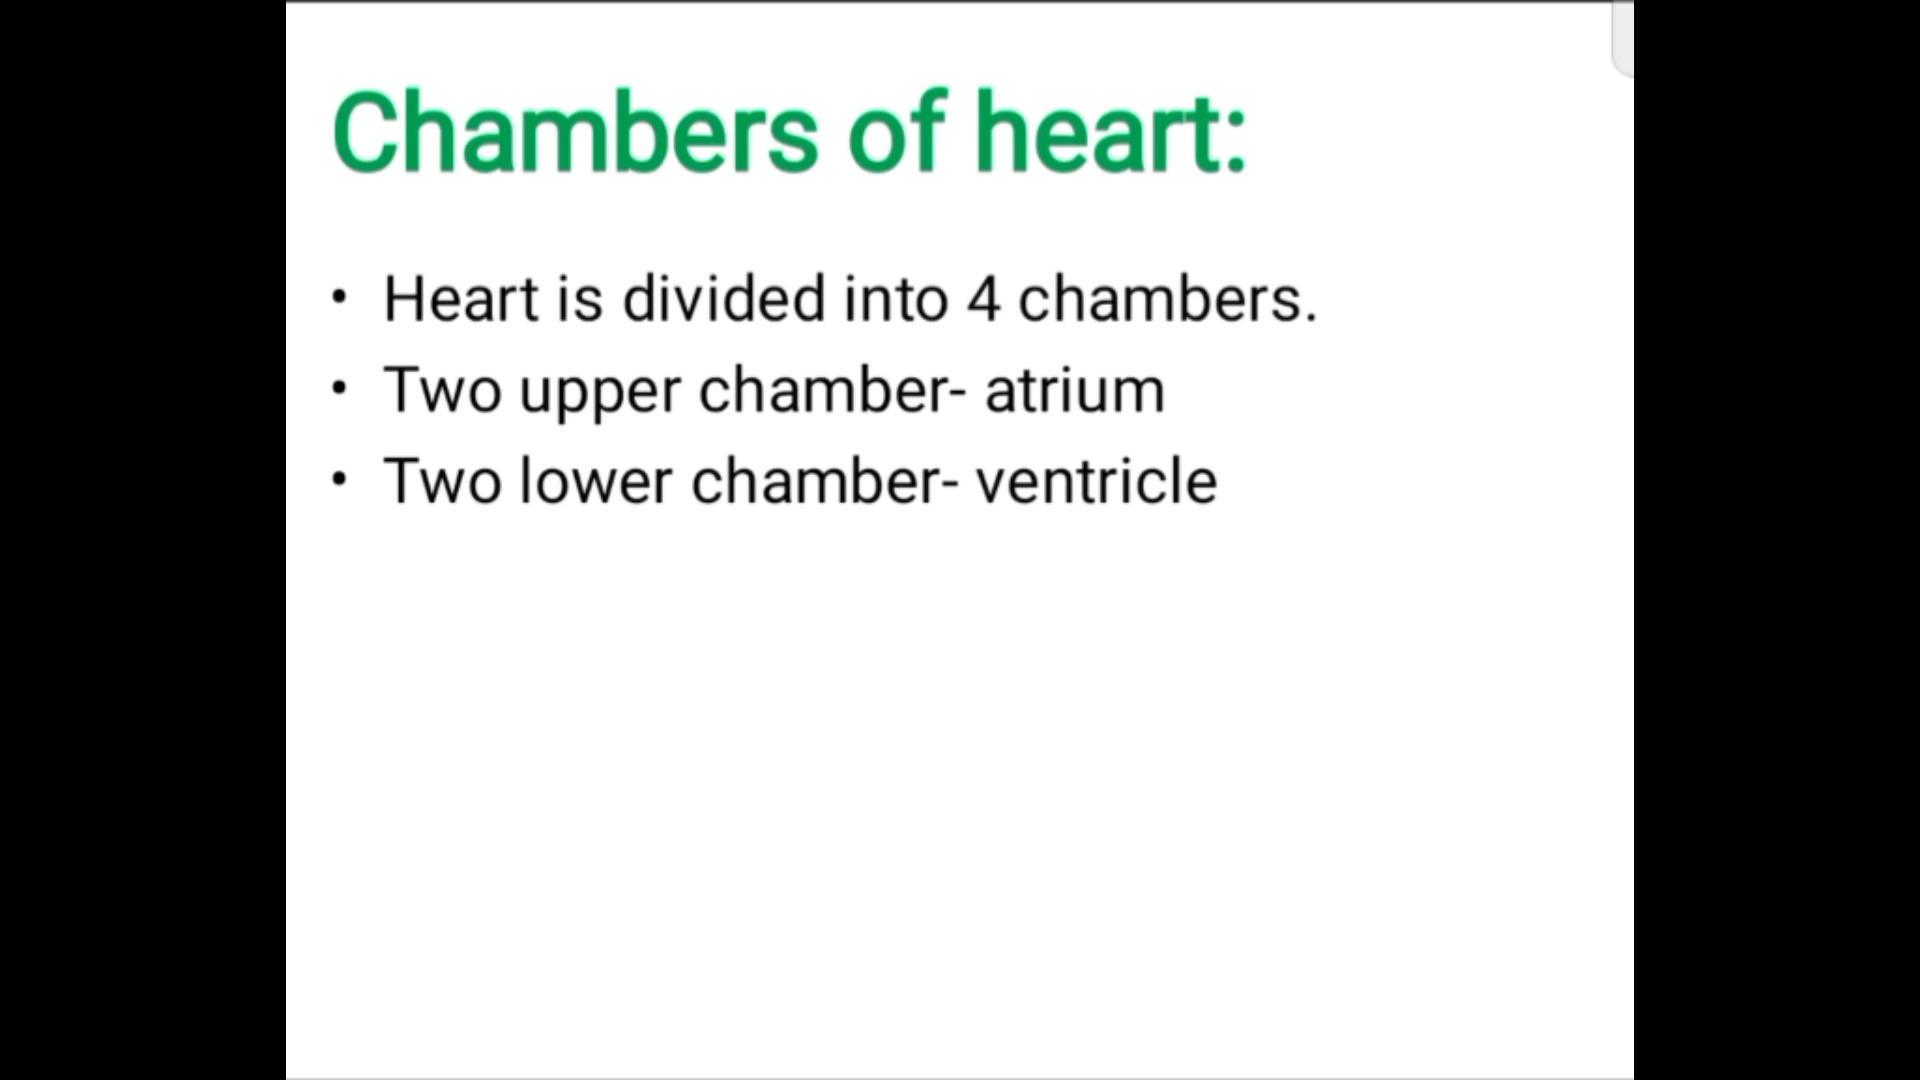 Chambers of heart:
• Heart is divided into 4 chambers.
• Two upper chamber- atrium
• Two lower chamber- ventricle